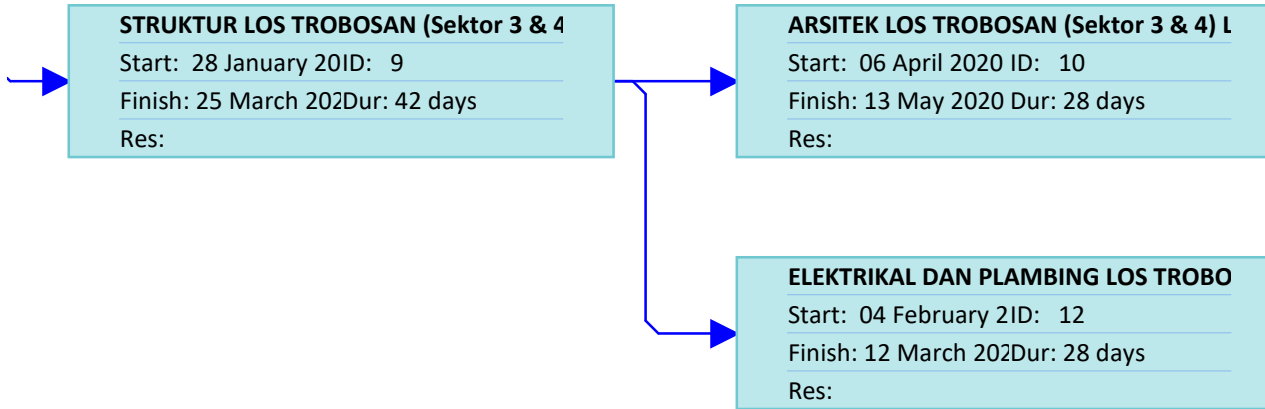 STRUKTUR LOS TROBOSAN (Sektor 3 & 4
Start: 28 January 20ID: 9
Finish: 25 March 202Dur: 42 days
Res:
ARSITEK LOS TROBOSAN (Sektor 3 & 4) L
Start: 06 April 2020 ID: 10
Finish: 13 May 2020 Dur: 28 days
Res:
ELEKTRIKAL DAN PLAMBING LOS TROBO
Start: 04 February 2ID: 12
Finish: 12 March 202Dur: 28 days
Res: